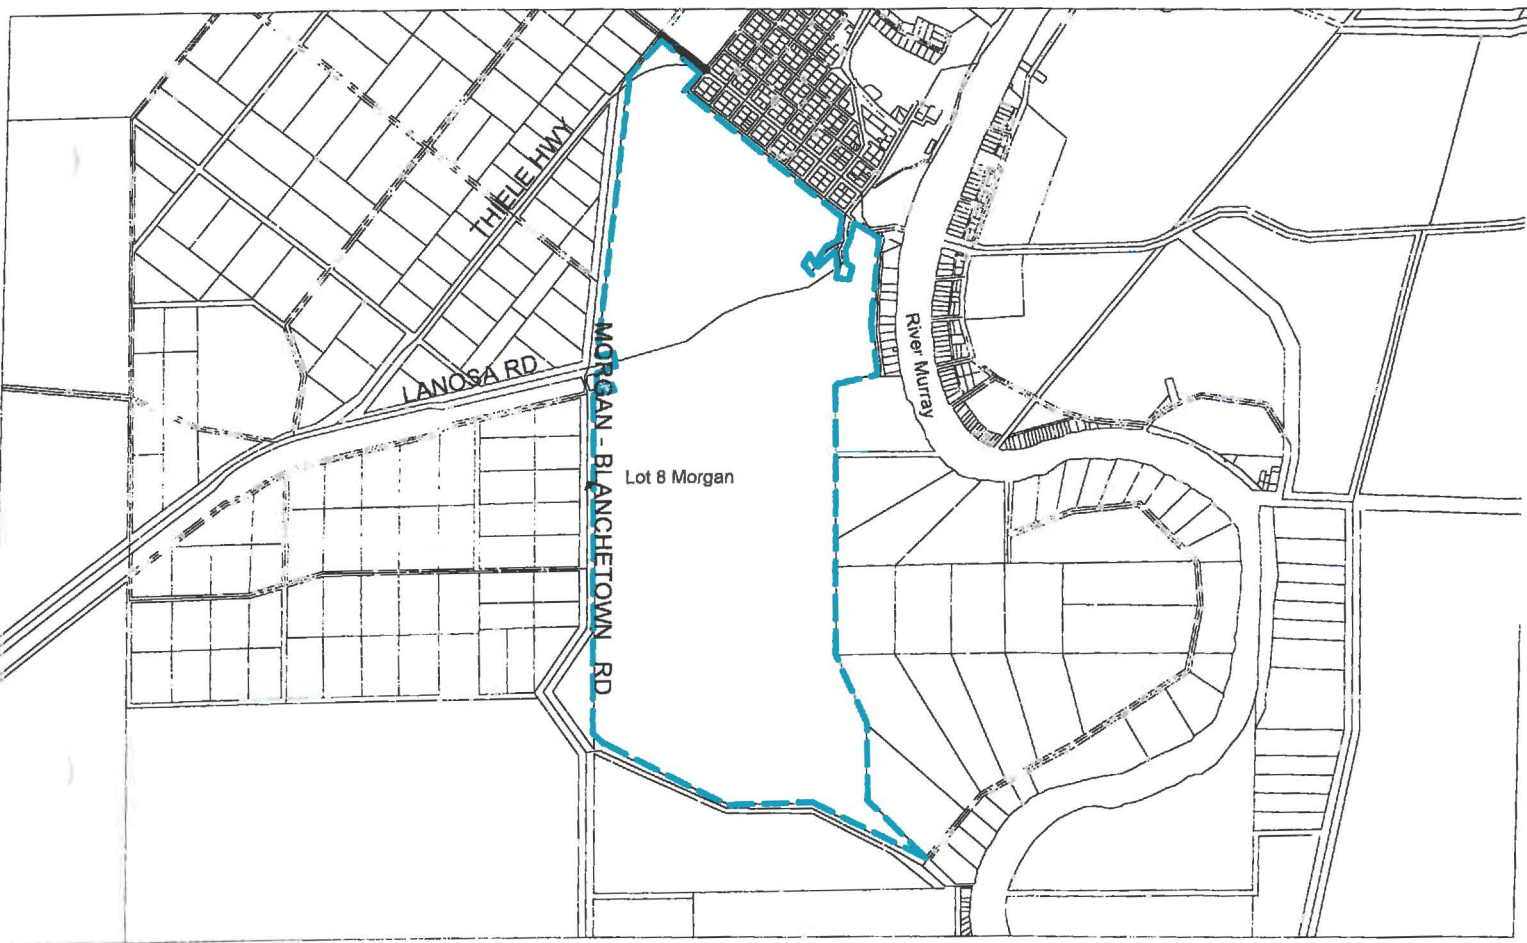 THIELE HWY
LANOSA RD
MORGAN - BLANCHETOWN RD
River Murray
Lot 8 Morgan